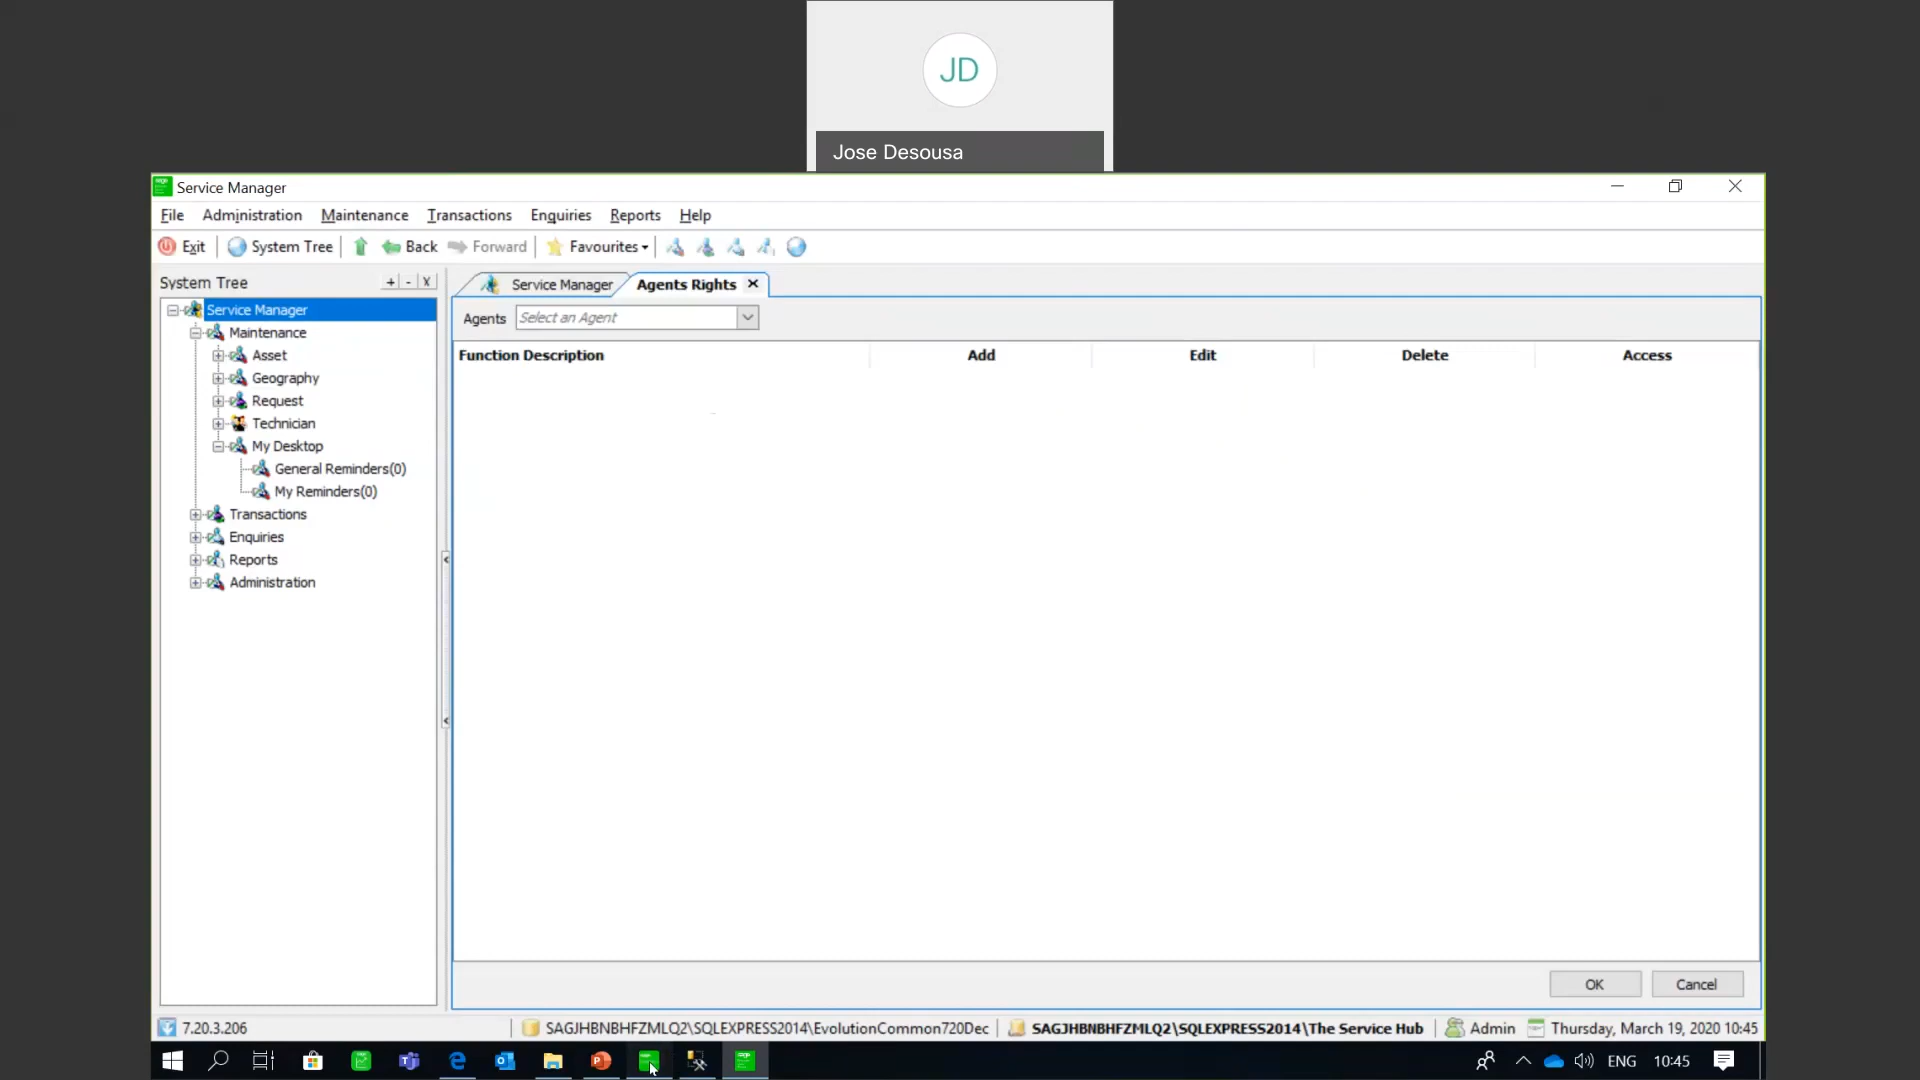 JD
Jose Desousa
Service Manager
File Administration Maintenance Transactions Enquiries Reports Help
Exit System Tree Back Forward Favourites
System Tree + - X
Service Manager Agents Rights
Agents Select an Agent
Function Description Add Edit Delete Access
Service Manager
Maintenance
Asset
Geography
Request
Technician
My Desktop
General Reminders(0)
My Reminders(0)
Transactions
Enquiries
Reports
Administration
OK Cancel
7.20.3.206 SAGJHBNBHFZMLQ2\SQLEXPRESS2014\EvolutionCommon720Dec SAGJHBNBHFZMLQ2\SQLEXPRESS2014\The Service Hub Admin Thursday, March 19, 2020 10:45
ENG 10:45